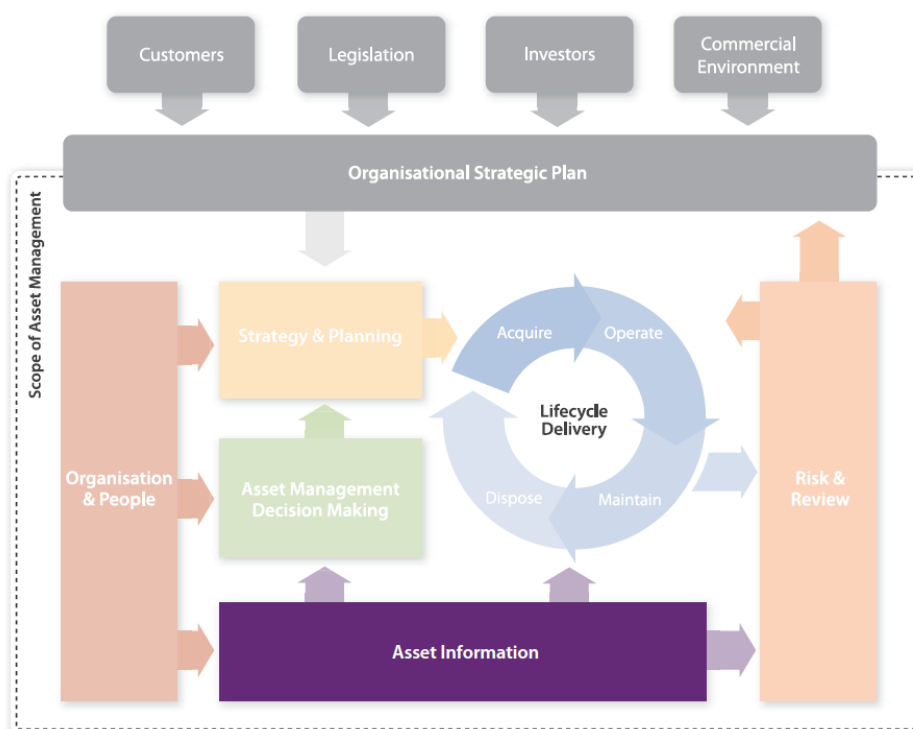 Customers
Legislation
Investors
Commercial
Environment
Organisational Strategic Plan
Scope of Asset Management
Strategy & Planning
Acquire
Operate
Lifecycle
Delivery
Organisation
& People
Asset Management
Decision Making
Dispose
Maintain
Risk &
Review
Asset Information